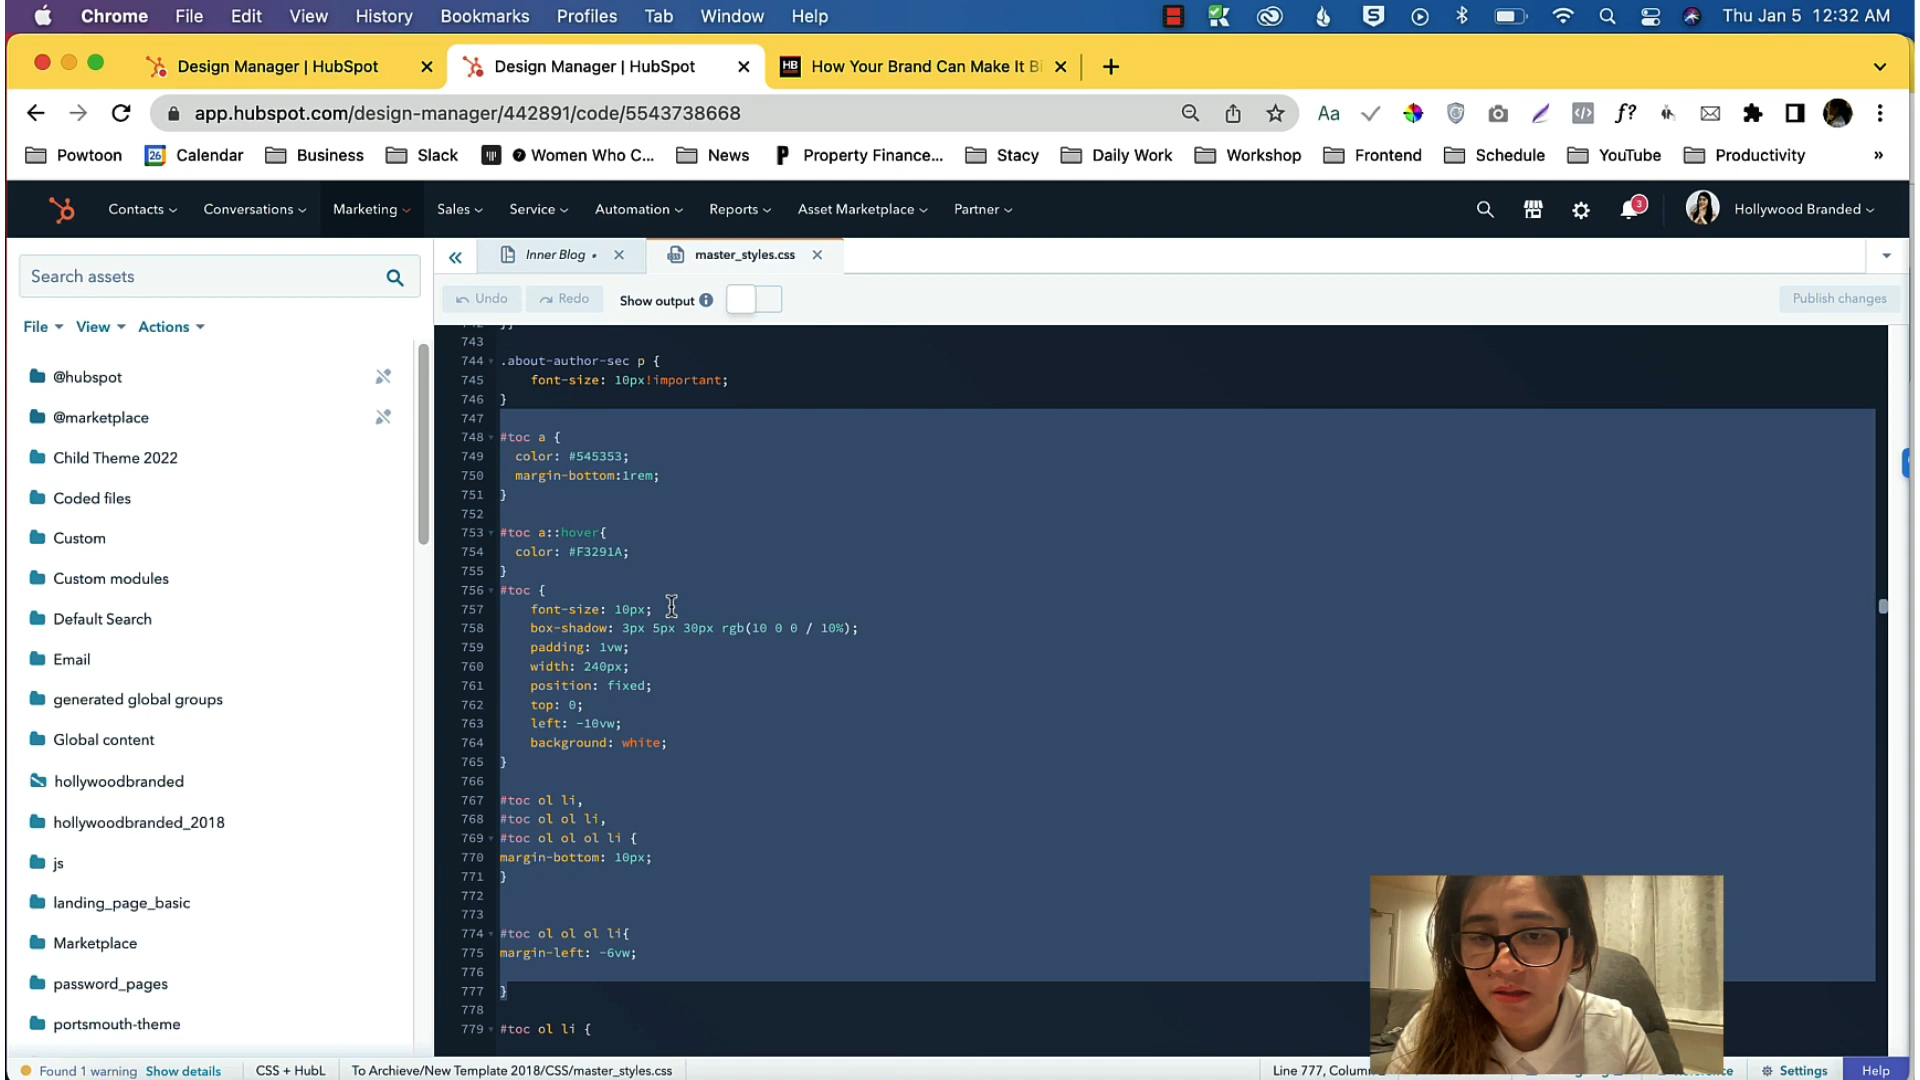 Chrome File Edit View History Bookmarks Profiles Tab Window Help Thu Jan 5 12:32 AM
Design Manager | HubSpot Design Manager | HubSpot HB How Your Brand Can Make It Bi
app.hubspot.com/design-manager/442891/code/5543738668 Aa f?
Powtoon 26 Calendar Business Slack Women Who C... News P Property Finance... Stacy Daily Work Workshop Frontend Schedule YouTube Productivity »
Contacts Conversations Marketing Sales Service Automation Reports Asset Marketplace Partner 3 Hollywood Branded
Inner Blog • master_styles.css
Search assets
Undo Redo Show output Publish changes
File View Actions
@hubspot
@marketplace
Child Theme 2022
Coded files
Custom
Custom modules
Default Search
Email
generated global groups
Global content
hollywoodbranded
hollywoodbranded_2018
js
landing_page_basic
Marketplace
password_pages
portsmouth-theme
743
744 .about-author-sec p {
745 font-size: 10px!important;
746 }
747
748 #toc a {
749 color: #545353;
750 margin-bottom:1rem;
751 }
752
753 #toc a::hover{
754 color: #F3291A;
755 }
756 #toc {
757 font-size: 10px;
758 box-shadow: 3px 5px 30px rgb(10 0 0 / 10%);
759 padding: 1vw;
760 width: 240px;
761 position: fixed;
762 top: 0;
763 left: -10vw;
764 background: white;
765 }
766
767 #toc ol li,
768 #toc ol ol li,
769 #toc ol ol ol li {
770 margin-bottom: 10px;
771 }
772
773
774 #toc ol ol ol li{
775 margin-left: -6vw;
776
777 }
778
779 #toc ol li {
Found 1 warning Show details CSS + HubL To Archieve/New Template 2018/CSS/master_styles.css Line 777, Settings Help